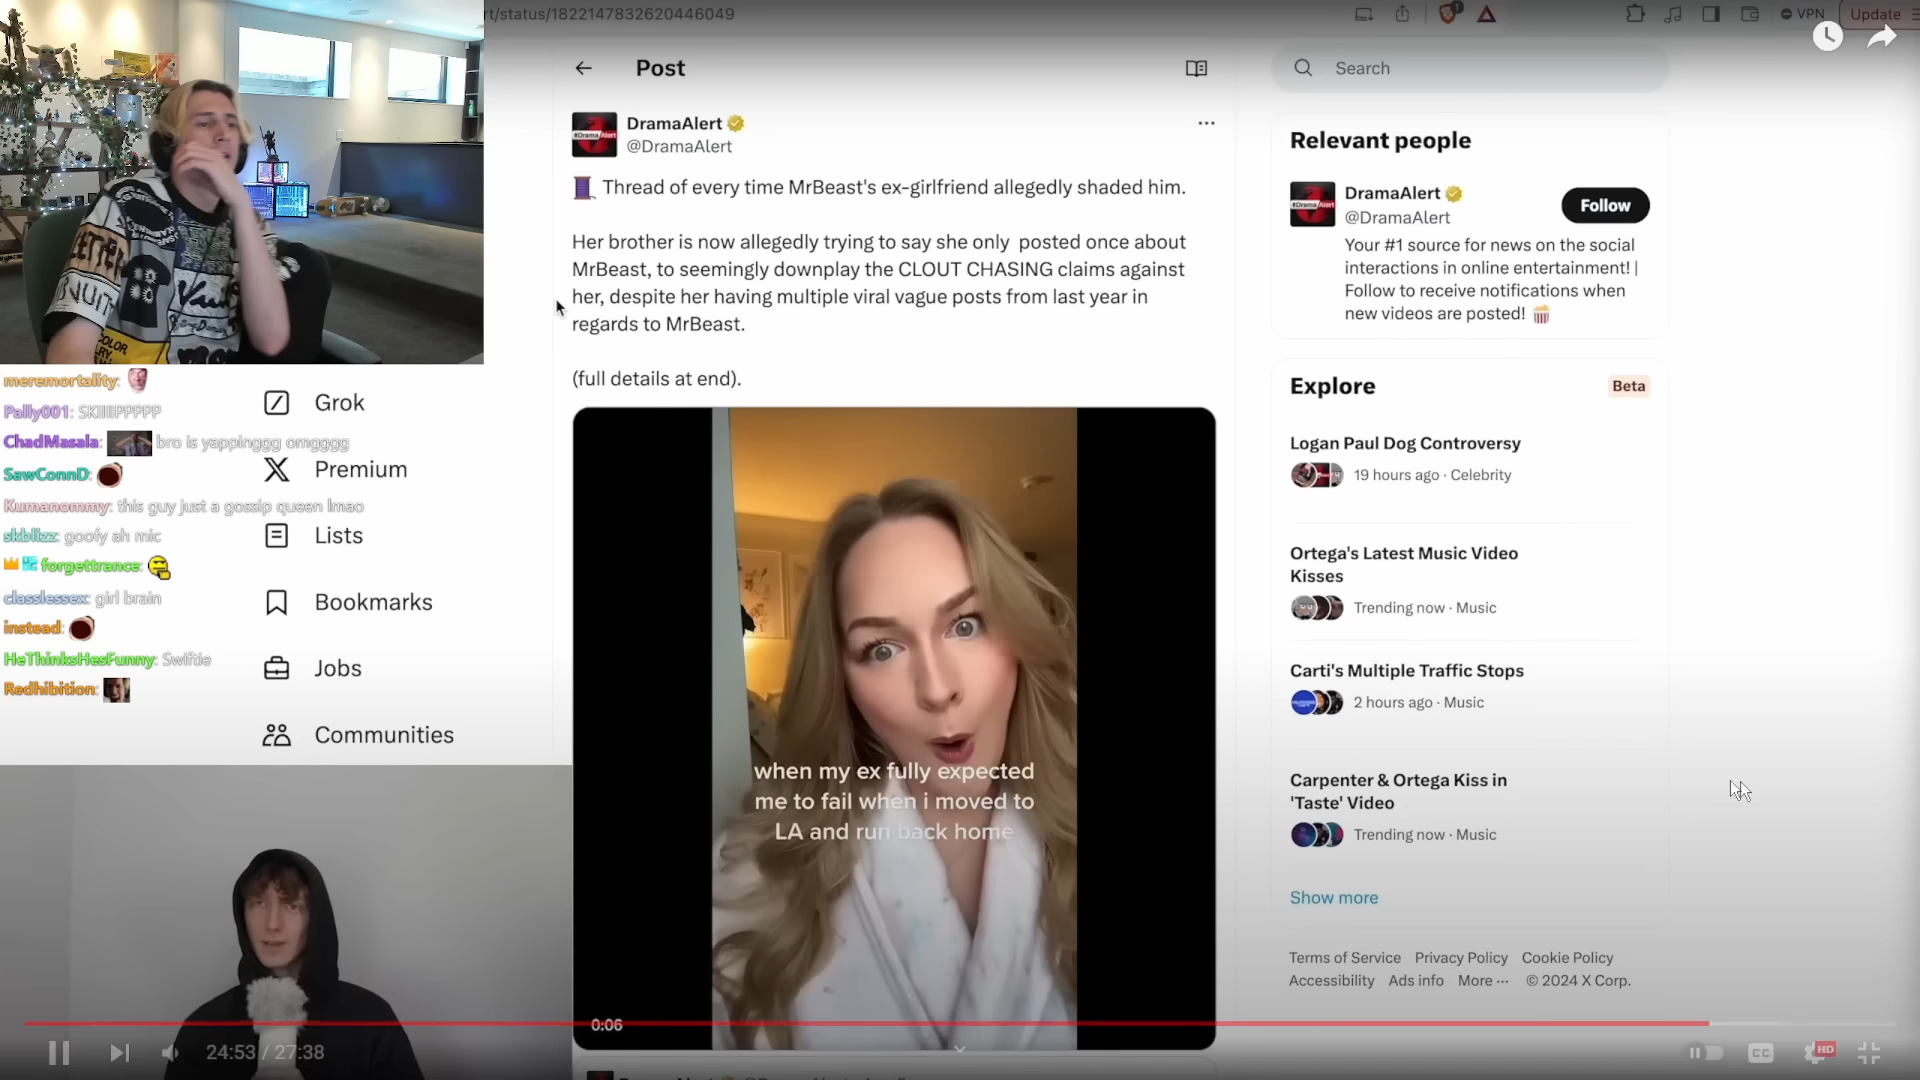 rt/status/1822147832620446049
VPN
Update
Post
Search
DramaAlert
@DramaAlert
Thread of every time MrBeast's ex-girlfriend allegedly shaded him.
Her brother is now allegedly trying to say she only posted once about
MrBeast, to seemingly downplay the CLOUT CHASING claims against
her, despite her having multiple viral vague posts from last year in
regards to MrBeast.
(full details at end).
when my ex fully expected
me to fail when i moved to
LA and run back home
0:06
Relevant people
DramaAlert
@DramaAlert
Follow
Your #1 source for news on the social
interactions in online entertainment! |
Follow to receive notifications when
new videos are posted!
Explore
Beta
Logan Paul Dog Controversy
19 hours ago · Celebrity
Ortega's Latest Music Video
Kisses
Trending now · Music
Carti's Multiple Traffic Stops
2 hours ago · Music
Carpenter & Ortega Kiss in
'Taste' Video
Trending now · Music
Show more
Terms of Service Privacy Policy Cookie Policy
Accessibility Ads info More ··· © 2024 X Corp.
meremortality:
Pally001: SKIIIIPPPPP
ChadMasala: bro is yappinggg omgggg
SawConnD:
Kumanommy: this guy just a gossip queen lmao
skblizz: goofy ah mic
forgettrance:
classlessex: girl brain
instead:
HeThinksHesFunny: Swiftie
Redhibition:
Grok
Premium
Lists
Bookmarks
Jobs
Communities
24:53 / 27:38
CC
HD